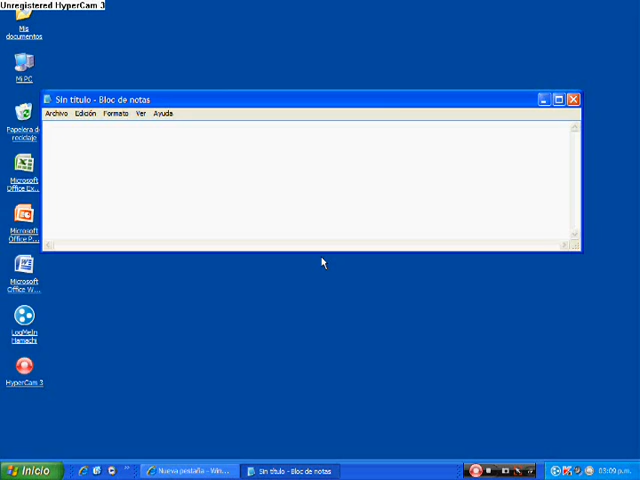 Unregistered HyperCam 3
Mis
documentos
Mi PC
Papelera de
reciclaje
Microsoft
Office Ex...
Microsoft
Office P...
Microsoft
Office W...
LogMeIn
Hamachi
HyperCam 3
Sin título - Bloc de notas
Archivo Edición Formato Ver Ayuda
Inicio
Nueva pestaña - Win...
Sin título - Bloc de notas
03:09 p.m.